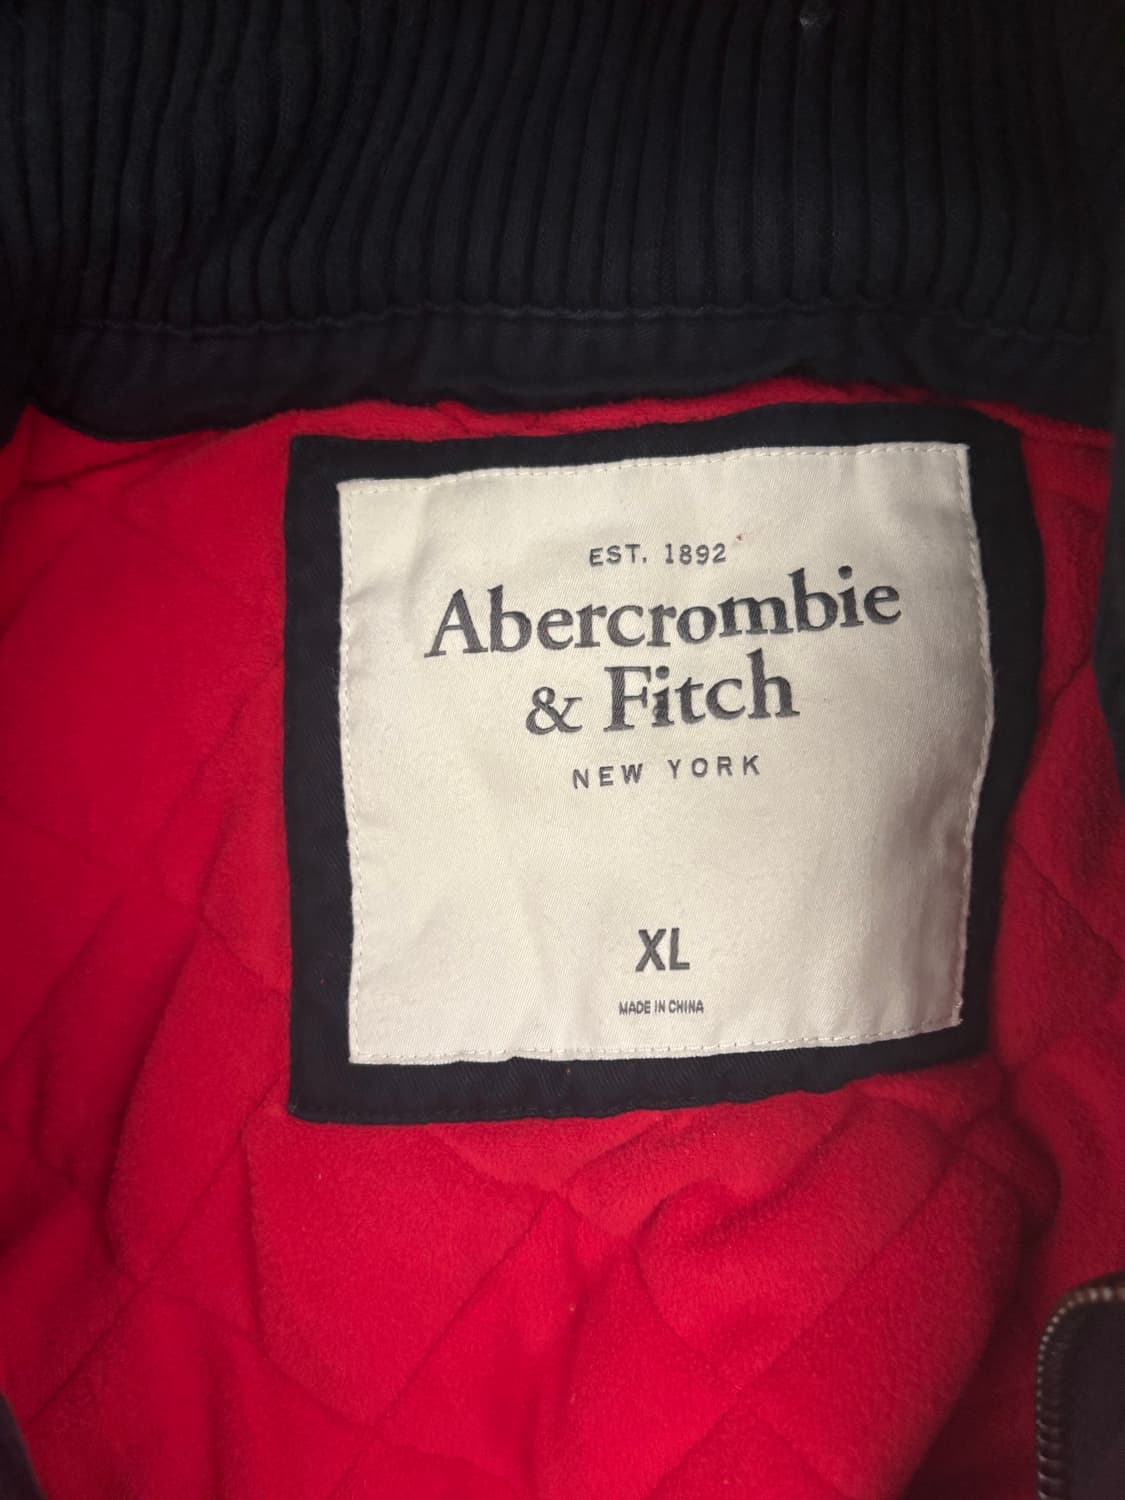 EST. 1892
Abercrombie
& Fitch
NEW YORK
XL
MADE IN CHINA